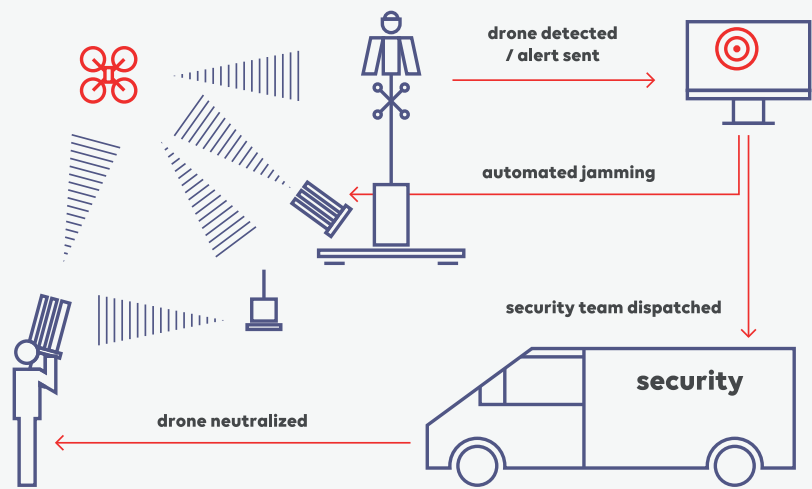 drone detected
/ alert sent
automated jamming
security team dispatched
security
drone neutralized